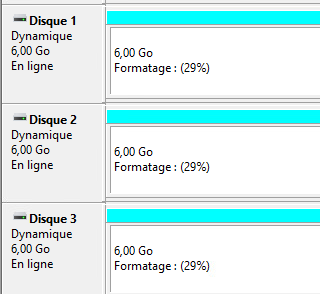 Disque 1
Dynamique
6,00 Go
En ligne
6,00 Go
Formatage : (29%)
Disque 2
Dynamique
6,00 Go
En ligne
6,00 Go
Formatage : (29%)
Disque 3
Dynamique
6,00 Go
En ligne
6,00 Go
Formatage : (29%)